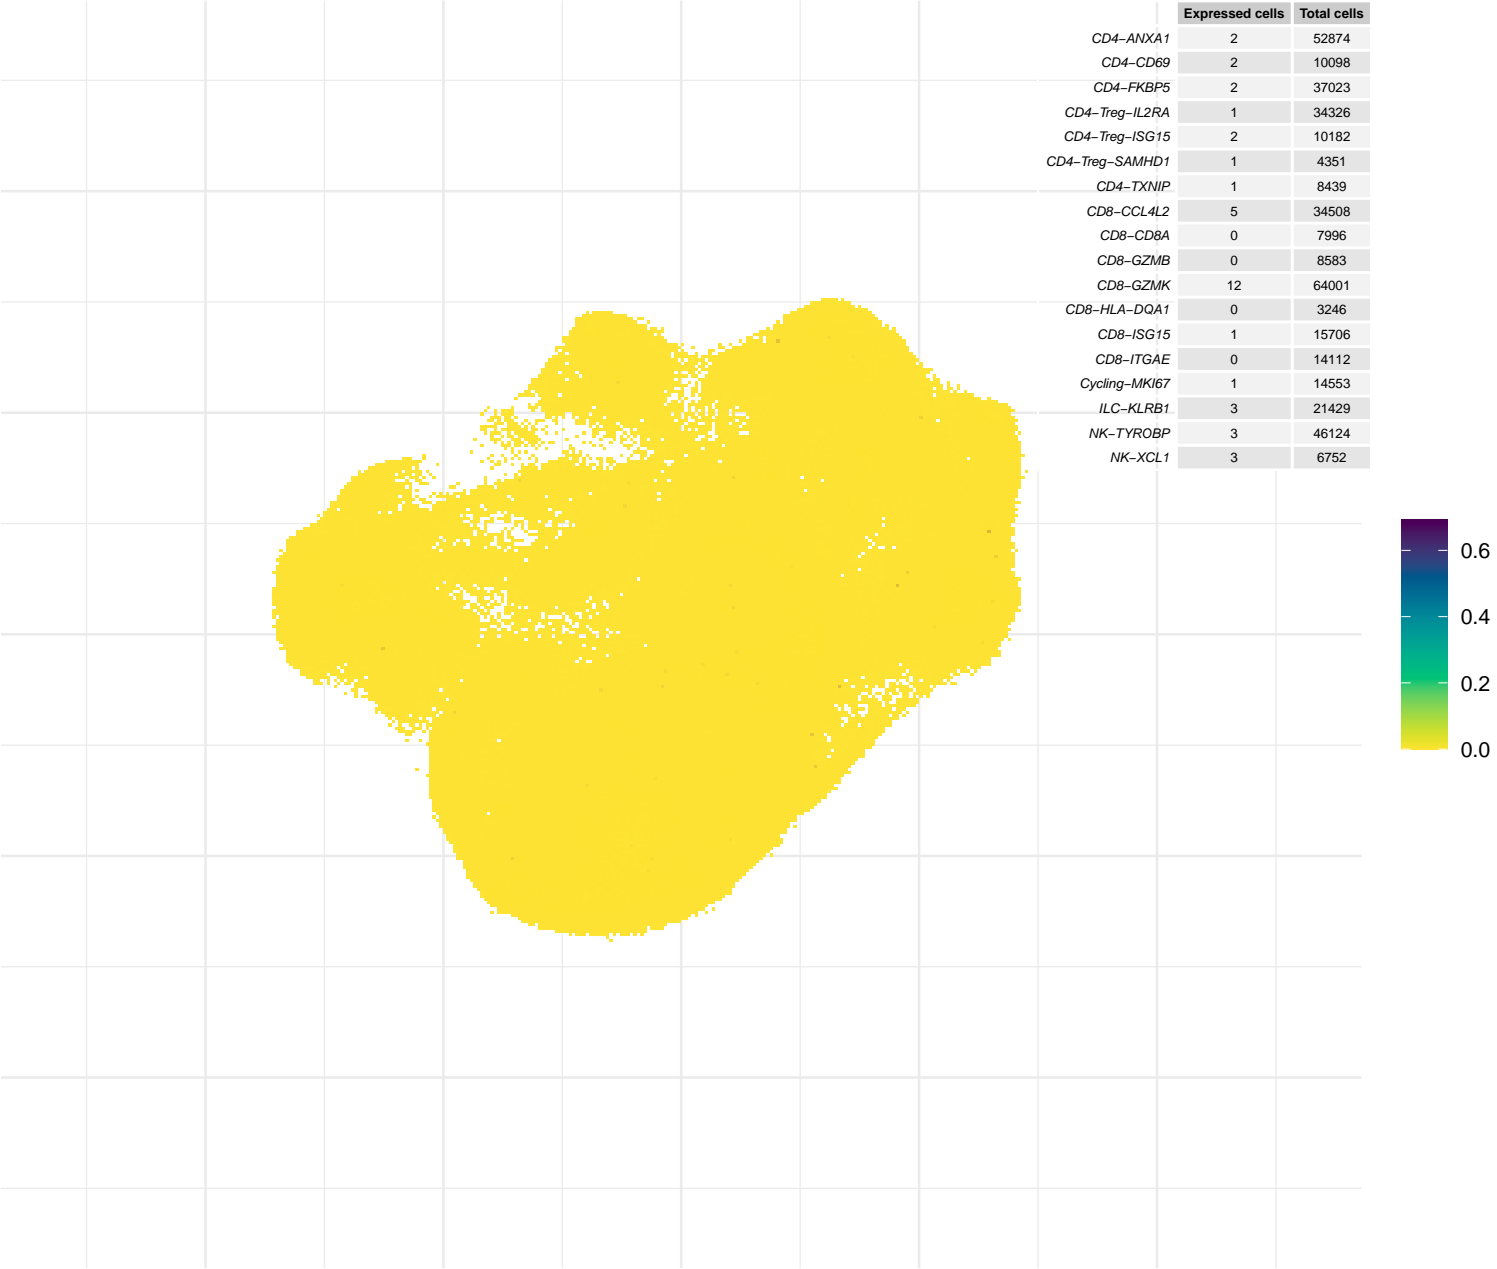 Expressed cells Total cells
CD4−ANXA1 2 52874
CD4−CD69 2 10098
CD4−FKBP5 2 37023
CD4−Treg−IL2RA 1 34326
CD4−Treg−ISG15 2 10182
CD4−Treg−SAMHD1 1 4351
CD4−TXNIP 1 8439
CD8−CCL4L2 5 34508
CD8−CD8A 0 7996
CD8−GZMB 0 8583
CD8−GZMK 12 64001
CD8−HLA−DQA1 0 3246
CD8−ISG15 1 15706
CD8−ITGAE 0 14112
Cycling−MKI67 1 14553
ILC−KLRB1 3 21429
NK−TYROBP 3 46124
NK−XCL1 3 6752
0.6
0.4
0.2
0.0